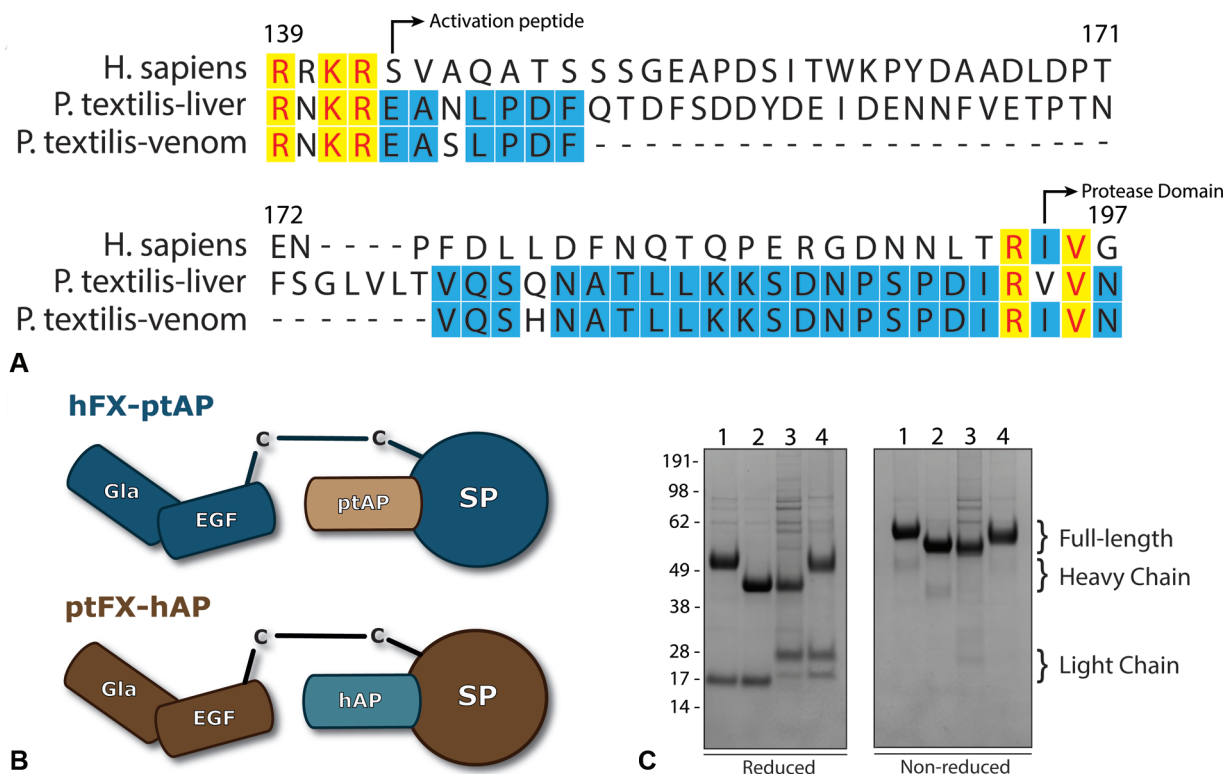 Activation peptide
139 171
H. sapiens R R K R S V A Q A T S S S G E A P D S I T W K P Y D A A D L D P T
P. textilis-liver R N K R E A N L P D F Q T D F S D D Y D E I D E N N F V E T P T N
P. textilis-venom R N K R E A S L P D F - - - - - - - - - - - - - - - - - -
Protease Domain
172 197
H. sapiens E N - - - - P F D L L D F N Q T Q P E R G D N N L T R I V G
P. textilis-liver F S G L V L T V Q S Q N A T L L K K S D N P S P D I R V V N
P. textilis-venom - - - - - - - V Q S H N A T L L K K S D N P S P D I R I V N
A
hFX-ptAP
C C
Gla EGF ptAP SP
ptFX-hAP
C C
Gla EGF hAP SP
B
1 2 3 4 1 2 3 4
191-
98 -
62 -
49 -
38 -
28 -
17 -
14 -
Full-length
Heavy Chain
Light Chain
Reduced Non-reduced
C